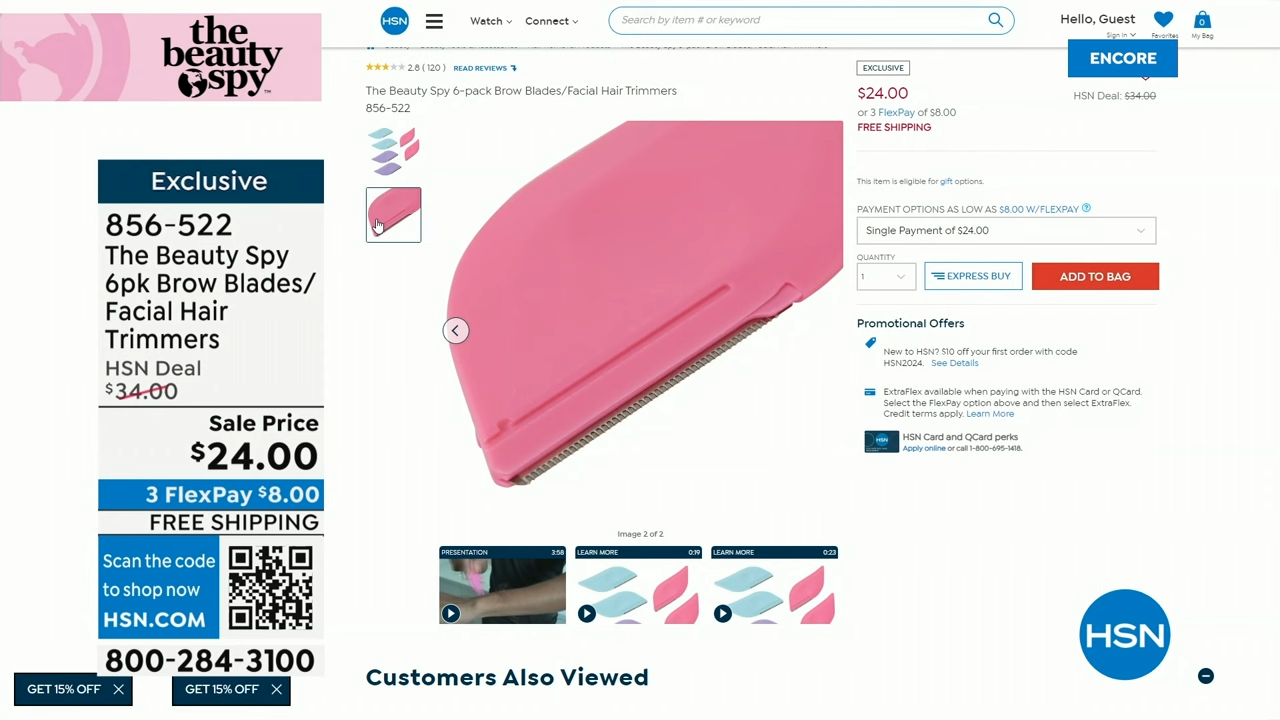 the
beauty
spy™
HSN
Watch
Connect
Search by item # or keyword
Hello, Guest
Sign In
Favorites
0
My Bag
ENCORE
2.8 (120)
READ REVIEWS
The Beauty Spy 6-pack Brow Blades/Facial Hair Trimmers
856-522
EXCLUSIVE
$24.00
HSN Deal: $34.00
or 3 FlexPay of $8.00
FREE SHIPPING
This item is eligible for gift options.
PAYMENT OPTIONS AS LOW AS $8.00 W/FLEXPAY
Single Payment of $24.00
QUANTITY
1
EXPRESS BUY
ADD TO BAG
Promotional Offers
New to HSN? $10 off your first order with code
HSN2024. See Details
ExtraFlex available when paying with the HSN Card or QCard.
Select the FlexPay option above and then select ExtraFlex.
Credit terms apply. Learn More
HSN
HSN Card and QCard perks
Apply online or call 1-800-695-1418.
Exclusive
856-522
The Beauty Spy
6pk Brow Blades/
Facial Hair
Trimmers
HSN Deal
$34.00
Sale Price
$24.00
3 FlexPay $8.00
FREE SHIPPING
Scan the code
to shop now
HSN.COM
800-284-3100
GET 15% OFF
GET 15% OFF
Image 2 of 2
PRESENTATION 3:58
LEARN MORE 0:19
LEARN MORE 0:23
Customers Also Viewed
HSN